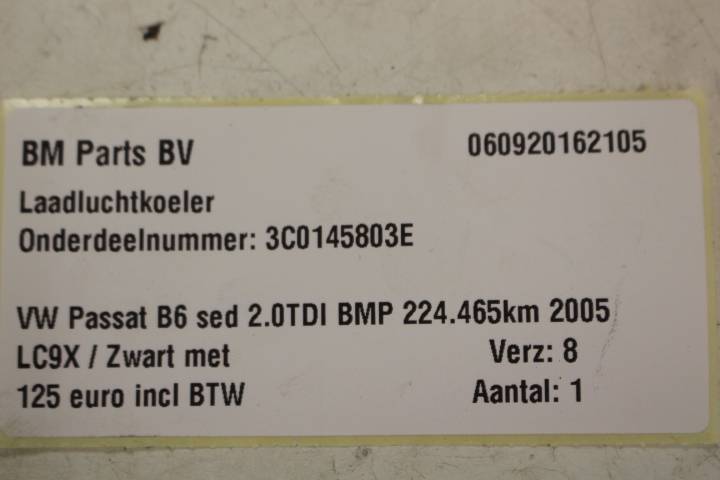 BM Parts BV 060920162105
Laadluchtkoeler
Onderdeelnummer: 3C0145803E
VW Passat B6 sed 2.0TDI BMP 224.465km 2005
LC9X / Zwart met Verz: 8
125 euro incl BTW Aantal: 1